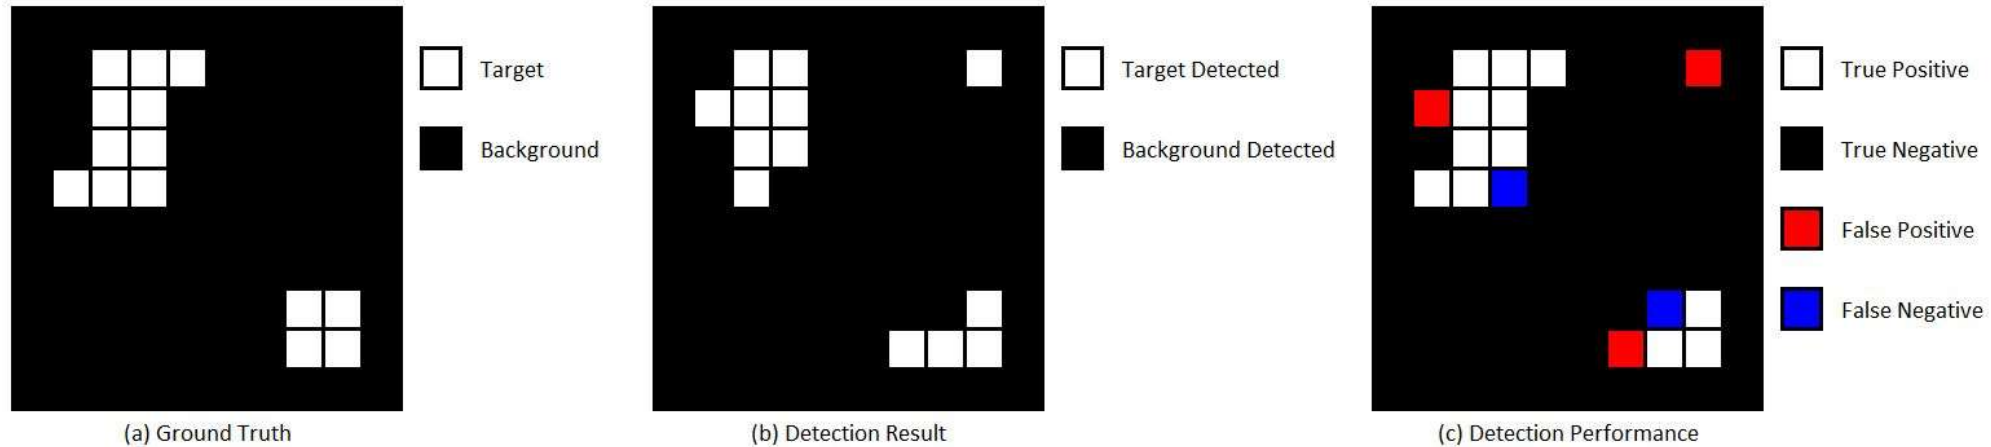 Target
Background
(a) Ground Truth
Target Detected
Background Detected
(b) Detection Result
True Positive
True Negative
False Positive
False Negative
(c) Detection Performance